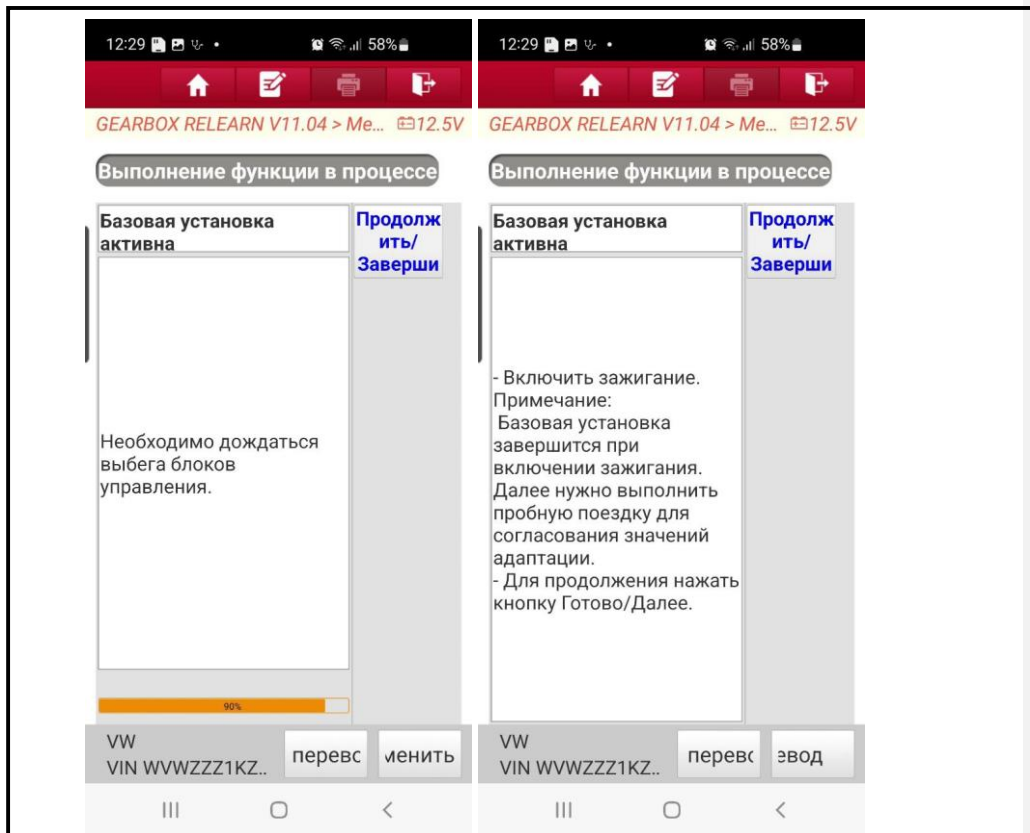 12:29
58%
GEARBOX RELEARN V11.04 > Me... 12.5V
Выполнение функции в процессе
Базовая установка
активна
Продолж
ить/
Заверши
Необходимо дождаться
выбега блоков
управления.
90%
VW
VIN WVWZZZ1KZ..
перевс
менить
12:29
58%
GEARBOX RELEARN V11.04 > Me... 12.5V
Выполнение функции в процессе
Базовая установка
активна
Продолж
ить/
Заверши
- Включить зажигание.
Примечание:
Базовая установка
завершится при
включении зажигания.
Далее нужно выполнить
пробную поездку для
согласования значений
адаптации.
- Для продолжения нажать
кнопку Готово/Далее.
VW
VIN WVWZZZ1KZ..
перевс
евод